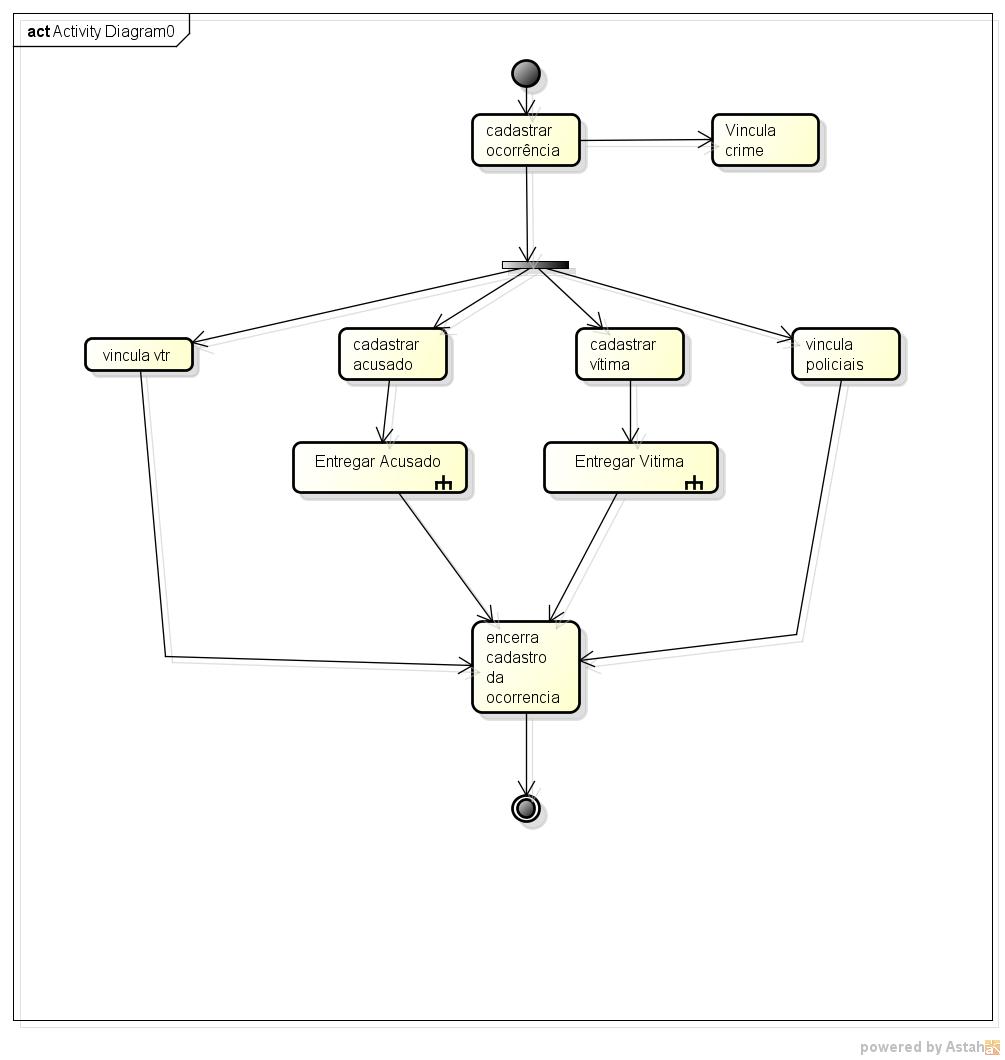 act Activity Diagram0
cadastrar
ocorrência
Vincula
crime
vincula vtr
cadastrar
acusado
cadastrar
vítima
vincula
policiais
Entregar Acusado
Entregar Vitima
encerra
cadastro
da
ocorrencia
powered by Astah